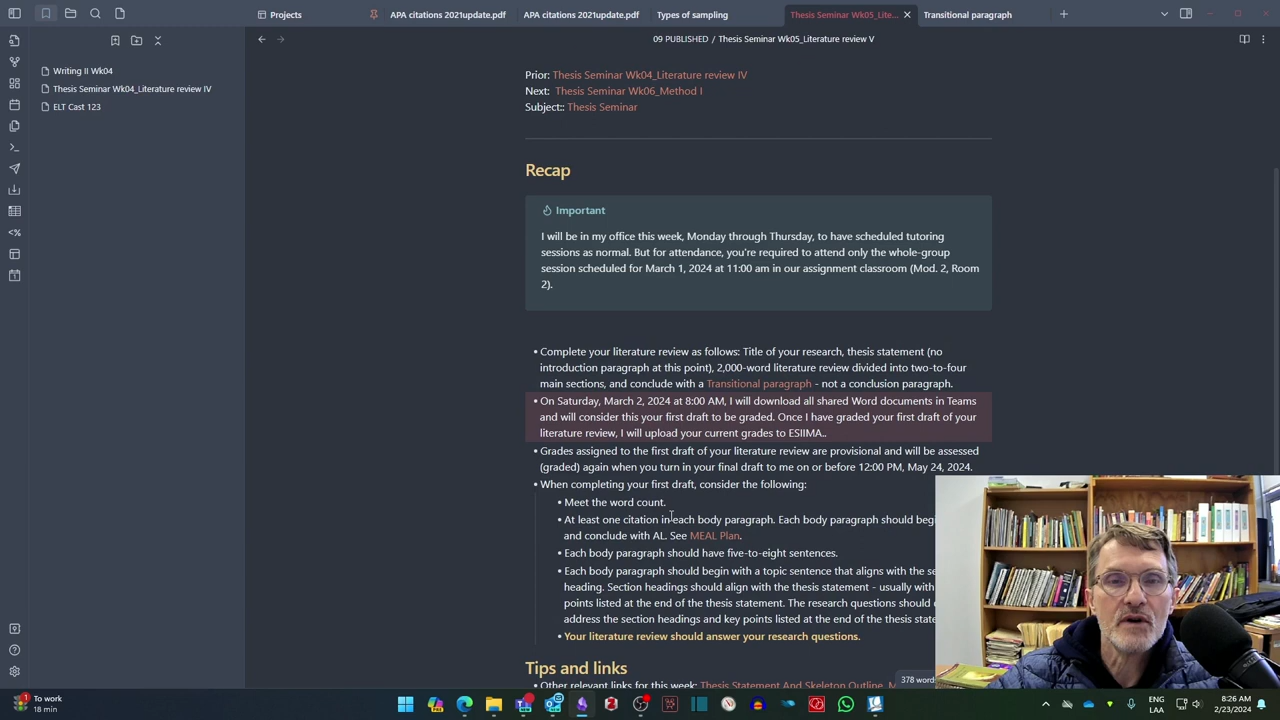 Projects
APA citations 2021update.pdf
APA citations 2021update.pdf
Types of sampling
Thesis Seminar Wk05_Lite...
Transitional paragraph
09 PUBLISHED / Thesis Seminar Wk05_Literature review V
Writing II Wk04
Thesis Seminar Wk04_Literature review IV
ELT Cast 123
Prior: Thesis Seminar Wk04_Literature review IV
Next: Thesis Seminar Wk06_Method I
Subject:: Thesis Seminar
Recap
Important
I will be in my office this week, Monday through Thursday, to have scheduled tutoring
sessions as normal. But for attendance, you're required to attend only the whole-group
session scheduled for March 1, 2024 at 11:00 am in our assignment classroom (Mod. 2, Room
2).
• Complete your literature review as follows: Title of your research, thesis statement (no
introduction paragraph at this point), 2,000-word literature review divided into two-to-four
main sections, and conclude with a Transitional paragraph - not a conclusion paragraph.
• On Saturday, March 2, 2024 at 8:00 AM, I will download all shared Word documents in Teams
and will consider this your first draft to be graded. Once I have graded your first draft of your
literature review, I will upload your current grades to ESIIMA..
• Grades assigned to the first draft of your literature review are provisional and will be assessed
(graded) again when you turn in your final draft to me on or before 12:00 PM, May 24, 2024.
• When completing your first draft, consider the following:
• Meet the word count.
• At least one citation in each body paragraph. Each body paragraph should begi
and conclude with AL. See MEAL Plan.
• Each body paragraph should have five-to-eight sentences.
• Each body paragraph should begin with a topic sentence that aligns with the se
heading. Section headings should align with the thesis statement - usually with
points listed at the end of the thesis statement. The research questions should
address the section headings and key points listed at the end of the thesis state
• Your literature review should answer your research questions.
Tips and links
• Other relevant links for this week: Thesis Statement And Skeleton Outline, M
378 words
To work
18 min
ENG
LAA
8:26 AM
2/23/2024